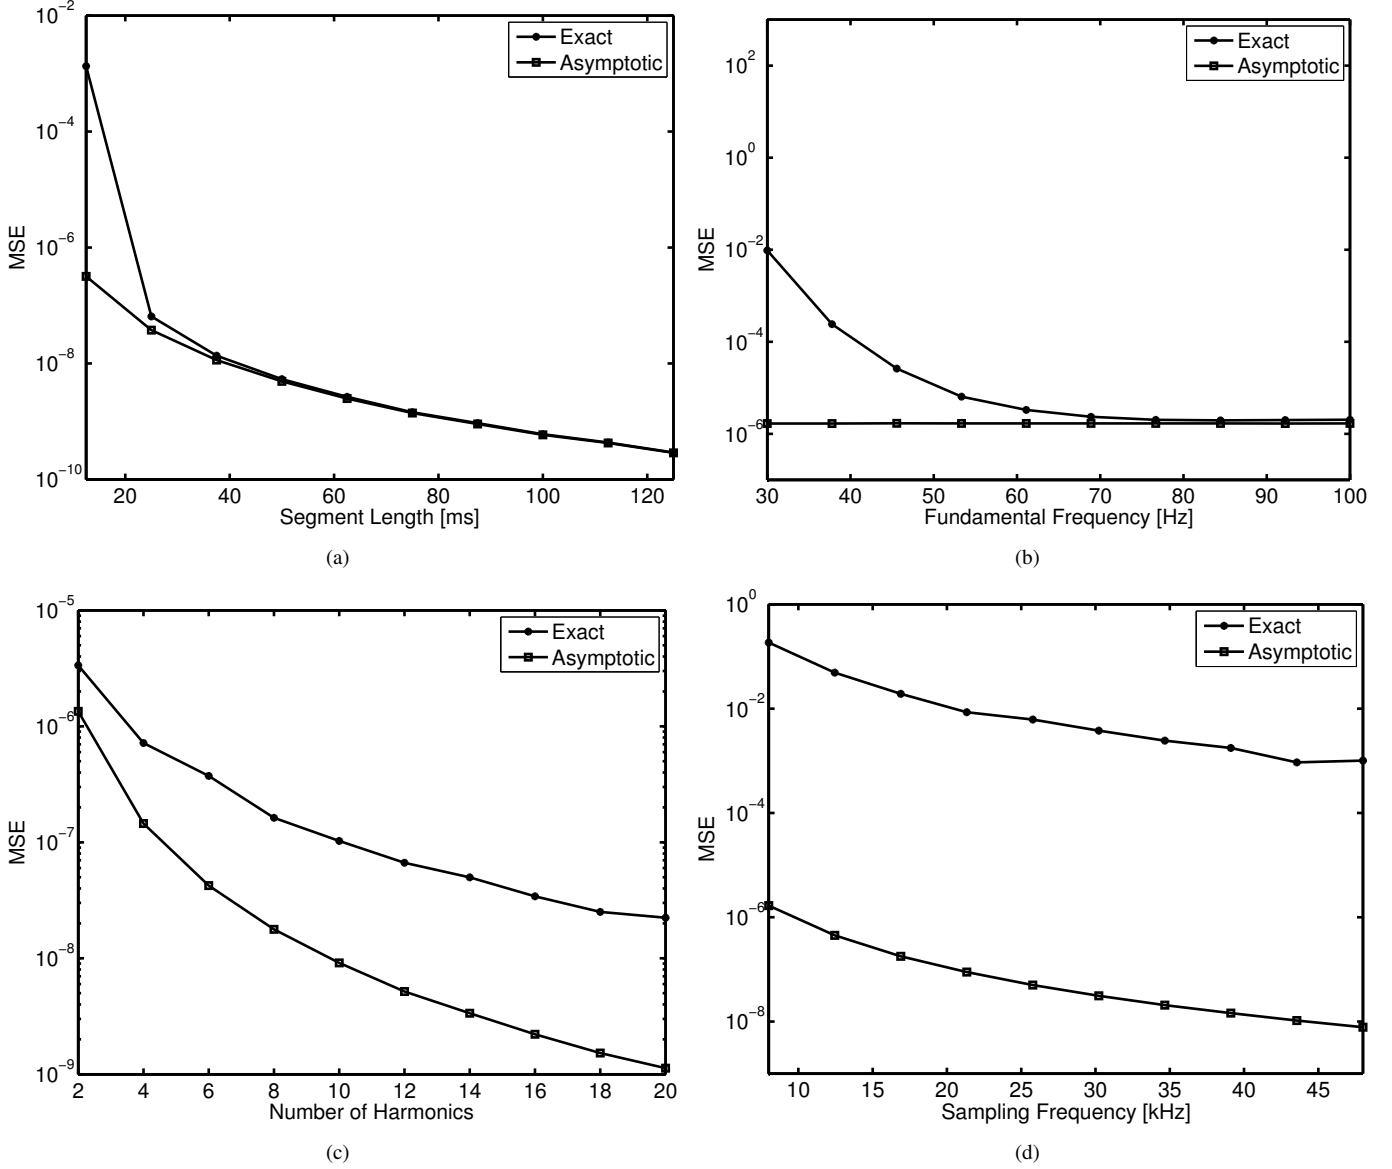 10^-2
10^-4
10^-6
10^-8
10^-10
MSE
Exact
Asymptotic
20 40 60 80 100 120
Segment Length [ms]
(a)
10^2
10^0
10^-2
10^-4
10^-6
MSE
Exact
Asymptotic
30 40 50 60 70 80 90 100
Fundamental Frequency [Hz]
(b)
10^-5
10^-6
10^-7
10^-8
10^-9
MSE
Exact
Asymptotic
2 4 6 8 10 12 14 16 18 20
Number of Harmonics
(c)
10^0
10^-2
10^-4
10^-6
10^-8
MSE
Exact
Asymptotic
10 15 20 25 30 35 40 45
Sampling Frequency [kHz]
(d)